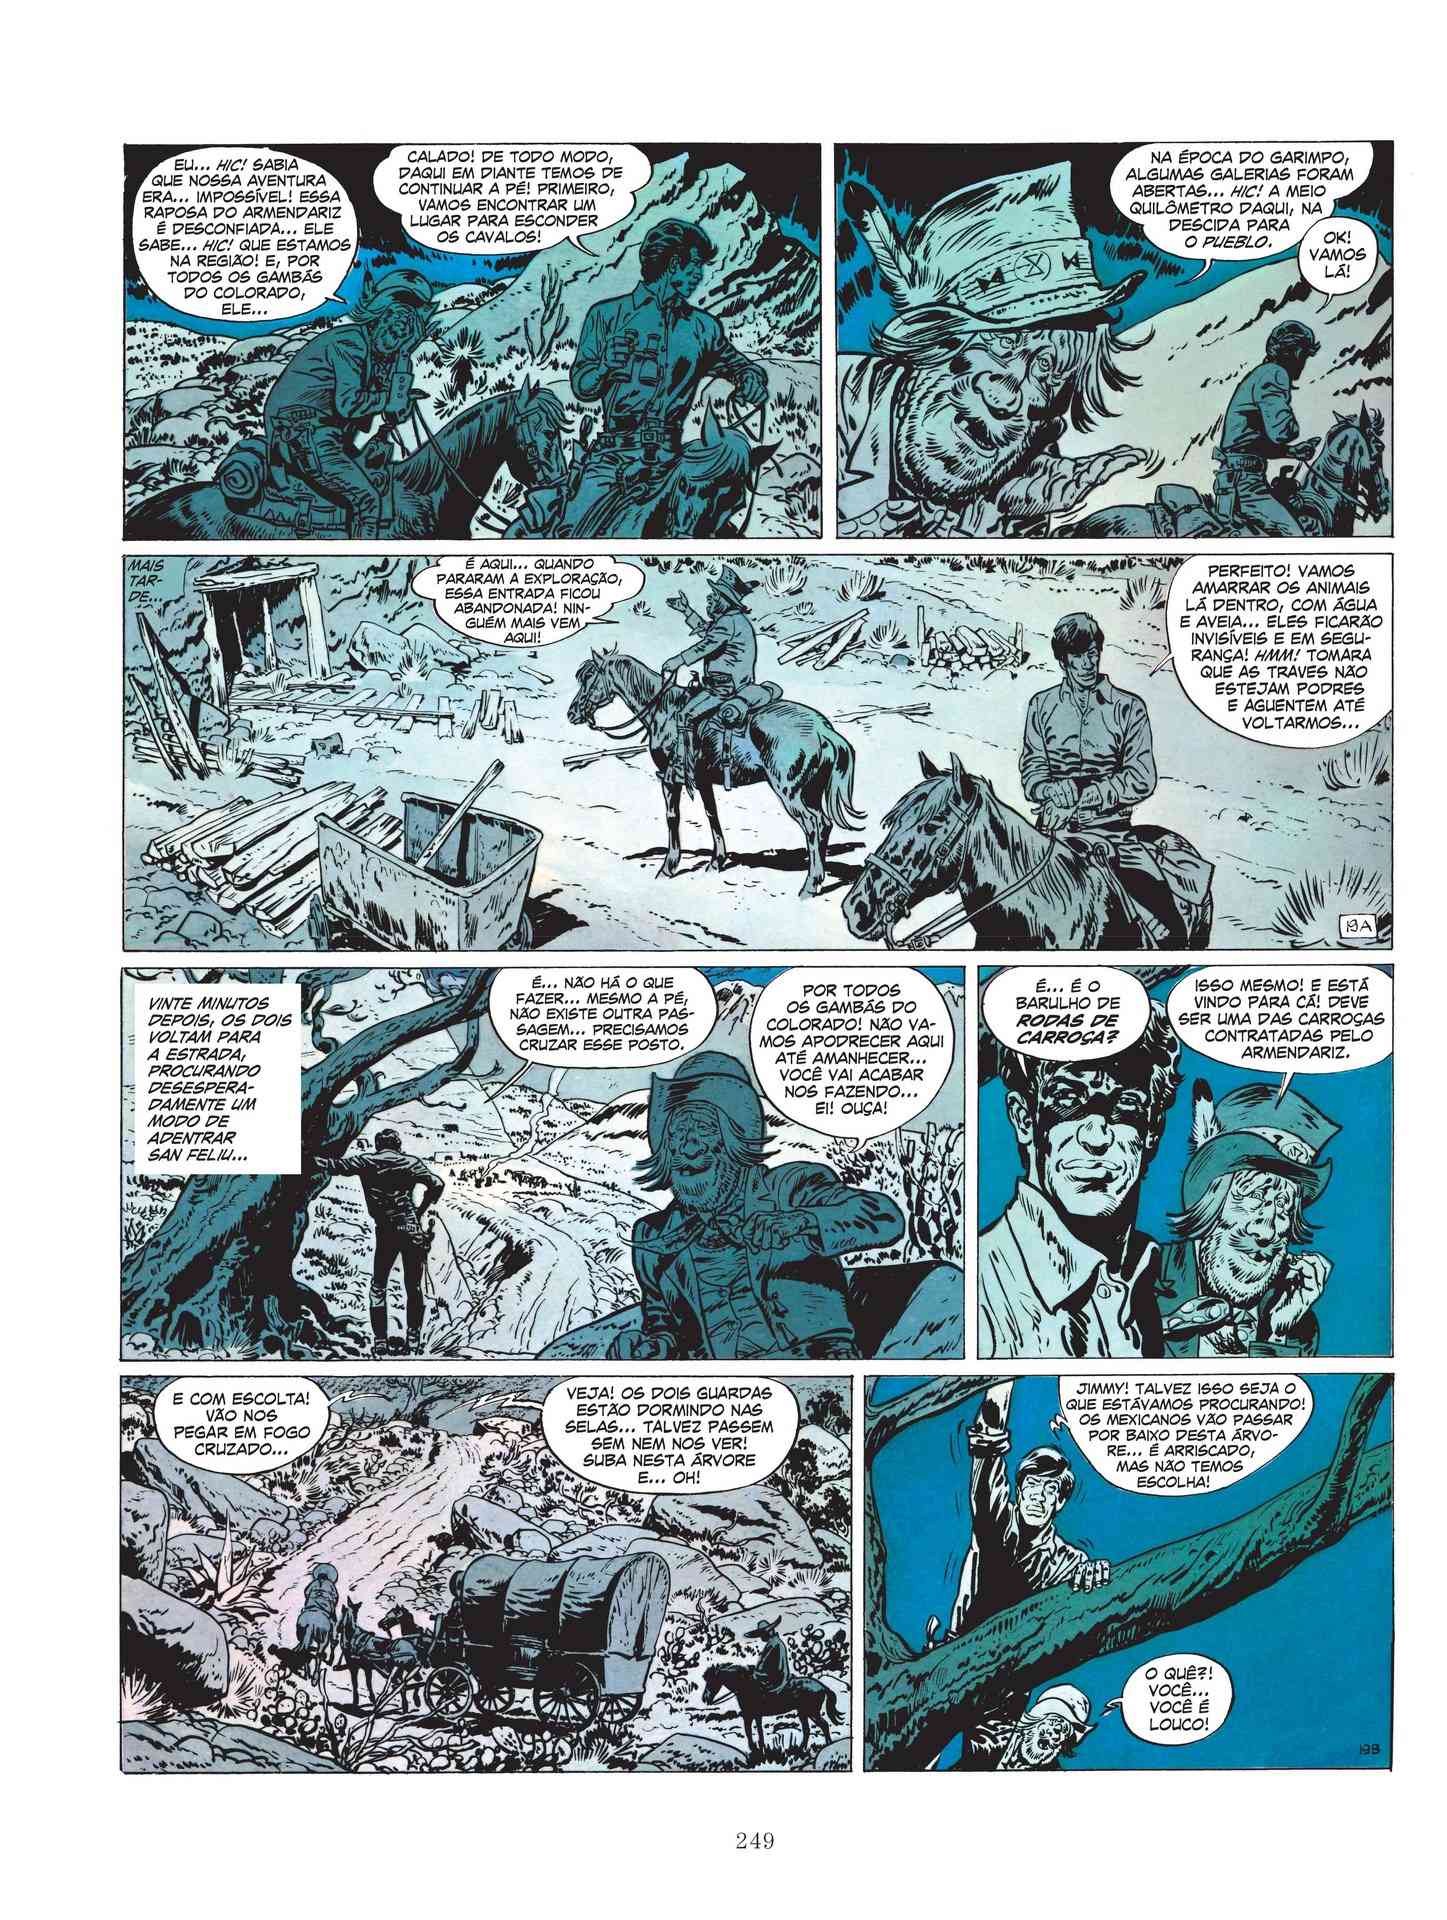 EU... HIC! SABIA
QUE NOSSA AVENTURA
ERA... IMPOSSÍVEL! ESSA
RAPOSA DO ARMENDARIZ
É DESCONFIADA... ELE
SABE... HIC! QUE ESTAMOS
NA REGIÃO! E, POR
TODOS OS GAMBÁS
DO COLORADO,
ELE...
CALADO! DE TODO MODO,
DAQUI EM DIANTE TEMOS DE
CONTINUAR A PÉ! PRIMEIRO,
VAMOS ENCONTRAR UM
LUGAR PARA ESCONDER
OS CAVALOS!
NA ÉPOCA DO GARIMPO,
ALGUMAS GALERIAS FORAM
ABERTAS... HIC! A MEIO
QUILÔMETRO DAQUI, NA
DESCIDA PARA
O PUEBLO.
OK!
VAMOS
LÁ!
MAIS
TAR-
DE...
É AQUI... QUANDO
PARARAM A EXPLORAÇÃO,
ESSA ENTRADA FICOU
ABANDONADA! NIN-
GUÉM MAIS VEM
AQUI!
PERFEITO! VAMOS
AMARRAR OS ANIMAIS
LÁ DENTRO, COM ÁGUA
E AVEIA... ELES FICARÃO
INVISÍVEIS E EM SEGU-
RANÇA! HMM! TOMARA
QUE AS TRAVES NÃO
ESTEJAM PODRES
E AGUENTEM ATÉ
VOLTARMOS...
19A
VINTE MINUTOS
DEPOIS, OS DOIS
VOLTAM PARA
A ESTRADA,
PROCURANDO
DESESPERA-
DAMENTE UM
MODO DE
ADENTRAR
SAN FELIU...
É... NÃO HÁ O QUE
FAZER... MESMO A PÉ,
NÃO EXISTE OUTRA PAS-
SAGEM... PRECISAMOS
CRUZAR ESSE POSTO.
POR TODOS
OS GAMBÁS DO
COLORADO! NÃO VA-
MOS APODRECER AQUI
ATÉ AMANHECER...
VOCÊ VAI ACABAR
NOS FAZENDO...
EI! OUÇA!
É... É O
BARULHO DE
RODAS DE
CARROÇA?
ISSO MESMO! E ESTÁ
VINDO PARA CÁ! DEVE
SER UMA DAS CARROÇAS
CONTRATADAS PELO
ARMENDARIZ.
E COM ESCOLTA!
VÃO NOS
PEGAR EM FOGO
CRUZADO...
VEJA! OS DOIS GUARDAS
ESTÃO DORMINDO NAS
SELAS... TALVEZ PASSEM
SEM NEM NOS VER!
SUBA NESTA ÁRVORE
E... OH!
JIMMY! TALVEZ ISSO SEJA O
QUE ESTÁVAMOS PROCURANDO!
OS MEXICANOS VÃO PASSAR
POR BAIXO DESTA ÁRVO-
RE... É ARRISCADO,
MAS NÃO TEMOS
ESCOLHA!
O QUÊ?!
VOCÊ...
VOCÊ É
LOUCO!
19B
249